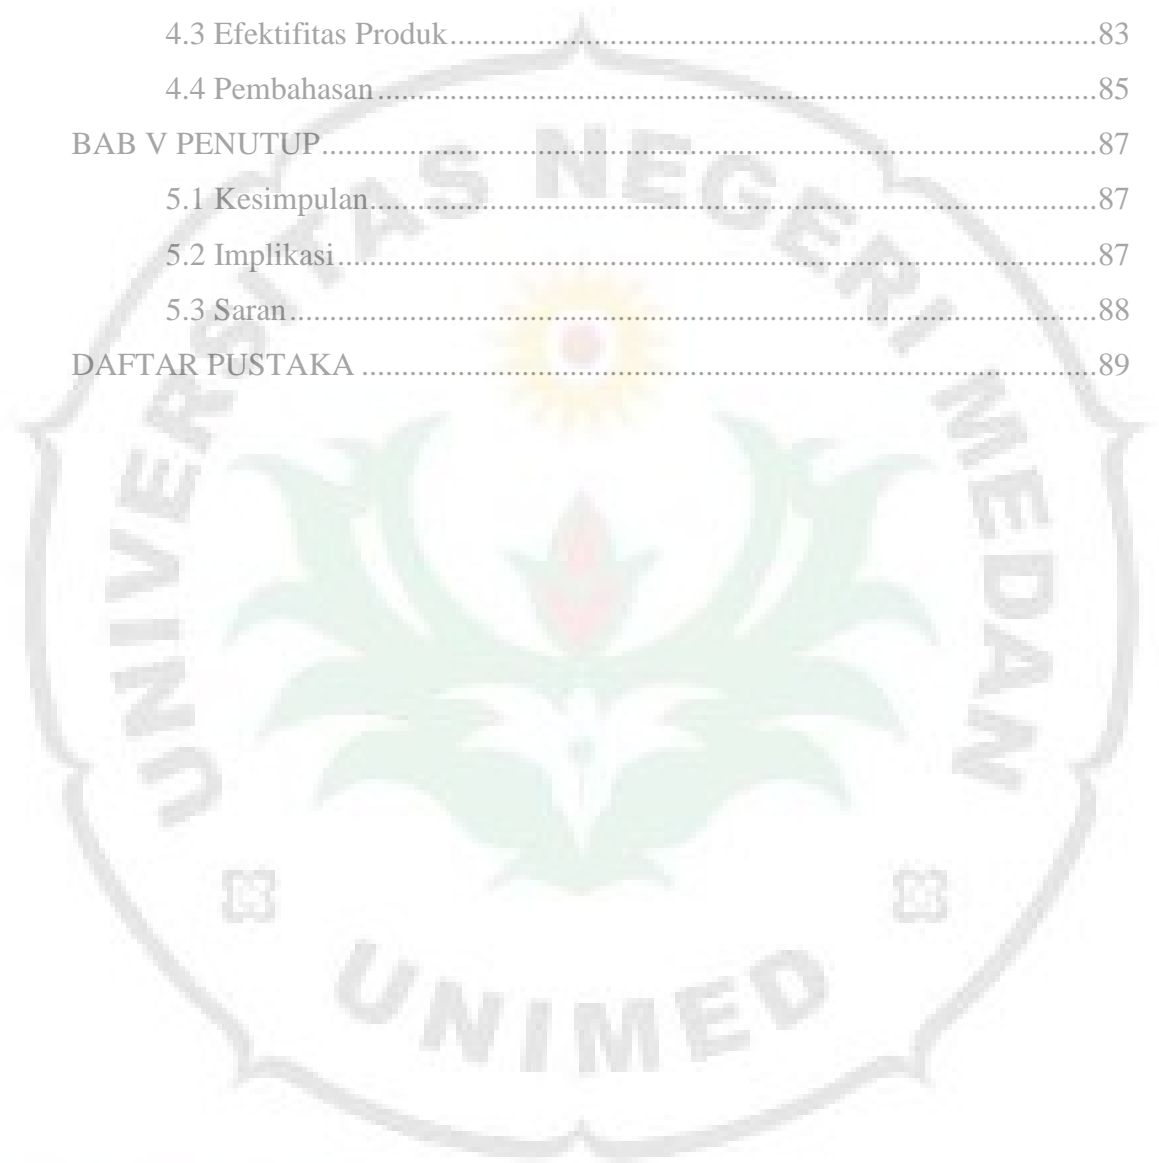 4.3 Efektifitas Produk................................................................................83
4.4 Pembahasan.........................................................................................85
BAB V PENUTUP...............................................................................................87
5.1 Kesimpulan..........................................................................................87
5.2 Implikasi..............................................................................................87
5.3 Saran....................................................................................................88
DAFTAR PUSTAKA ..........................................................................................89
UNIVERSITAS NEGERI MEDAN
UNIMED